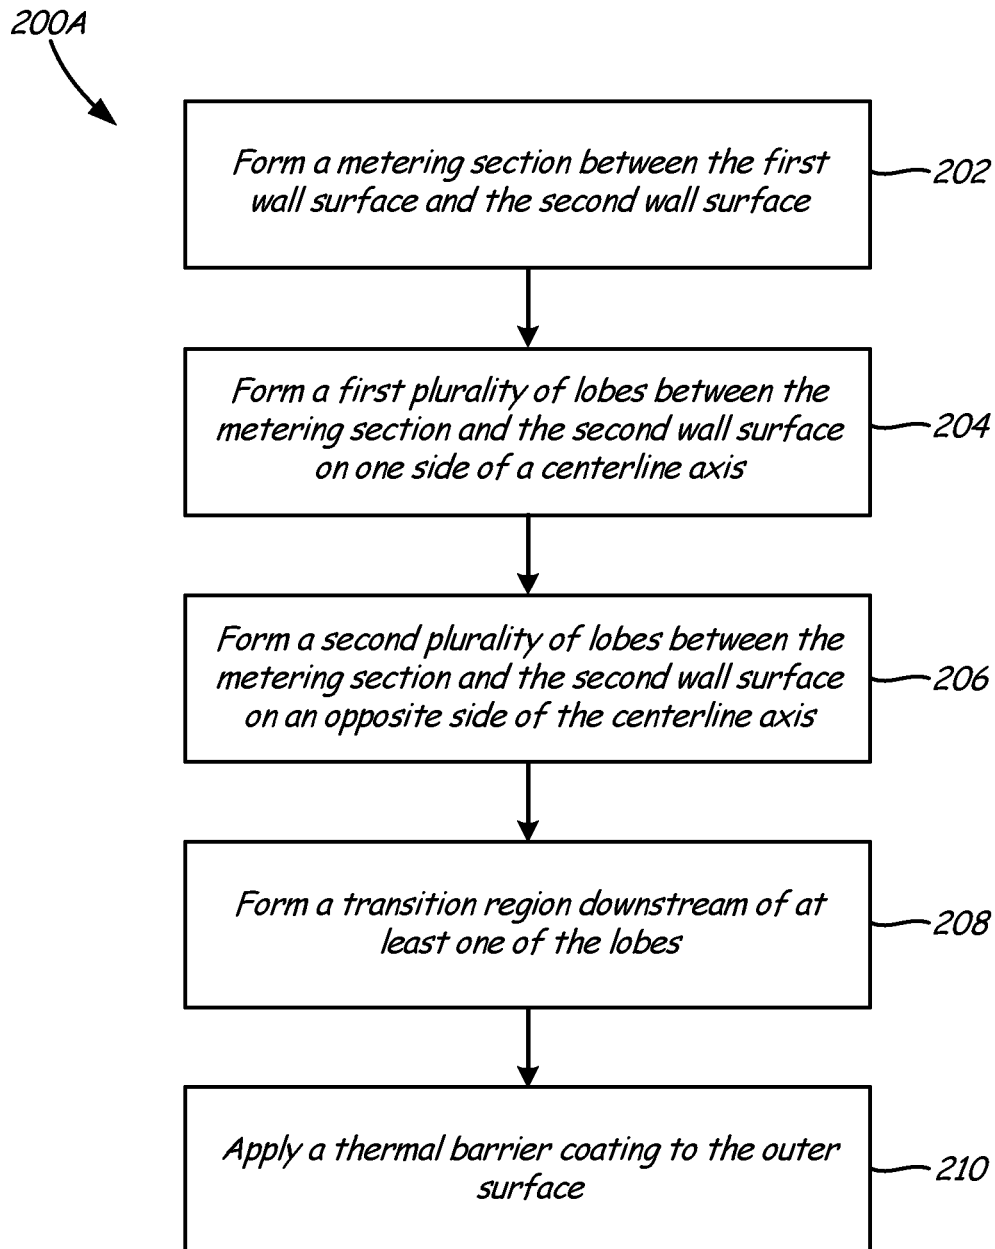 200A
Form a metering section between the first
wall surface and the second wall surface
202
Form a first plurality of lobes between the
metering section and the second wall surface
on one side of a centerline axis
204
Form a second plurality of lobes between the
metering section and the second wall surface
on an opposite side of the centerline axis
206
Form a transition region downstream of at
least one of the lobes
208
Apply a thermal barrier coating to the outer
surface
210